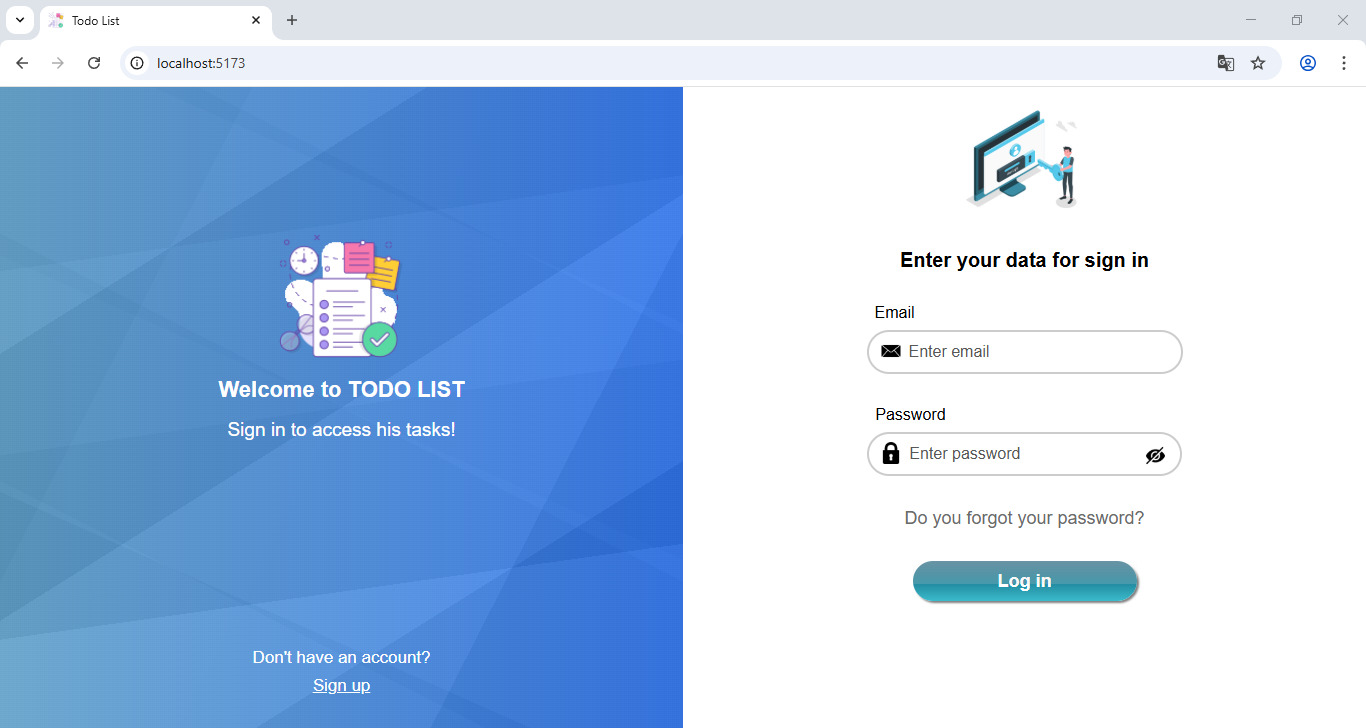 Todo List
localhost:5173
Welcome to TODO LIST
Sign in to access his tasks!
Don't have an account?
Sign up
Enter your data for sign in
Email
Enter email
Password
Enter password
Do you forgot your password?
Log in